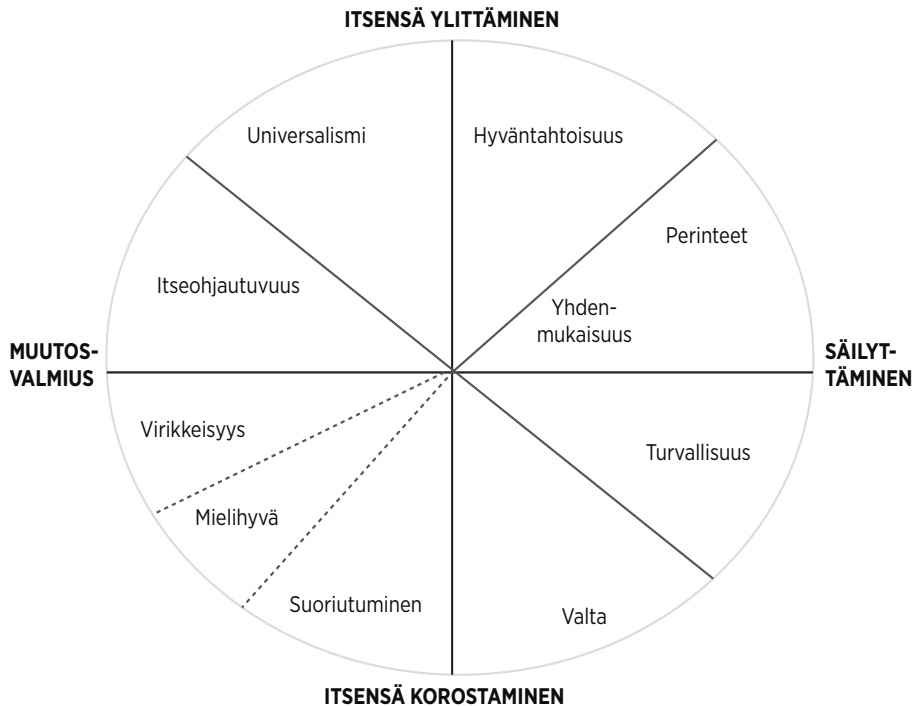 ITSENSÄ YLITTÄMINEN
Universalismi
Hyväntahtoisuus
Perinteet
Itseohjautuvuus
Yhden-
mukaisuus
MUUTOS-
VALMIUS
SÄILYT-
TÄMINEN
Virikkeisyys
Turvallisuus
Mielihyvä
Suoriutuminen
Valta
ITSENSÄ KOROSTAMINEN